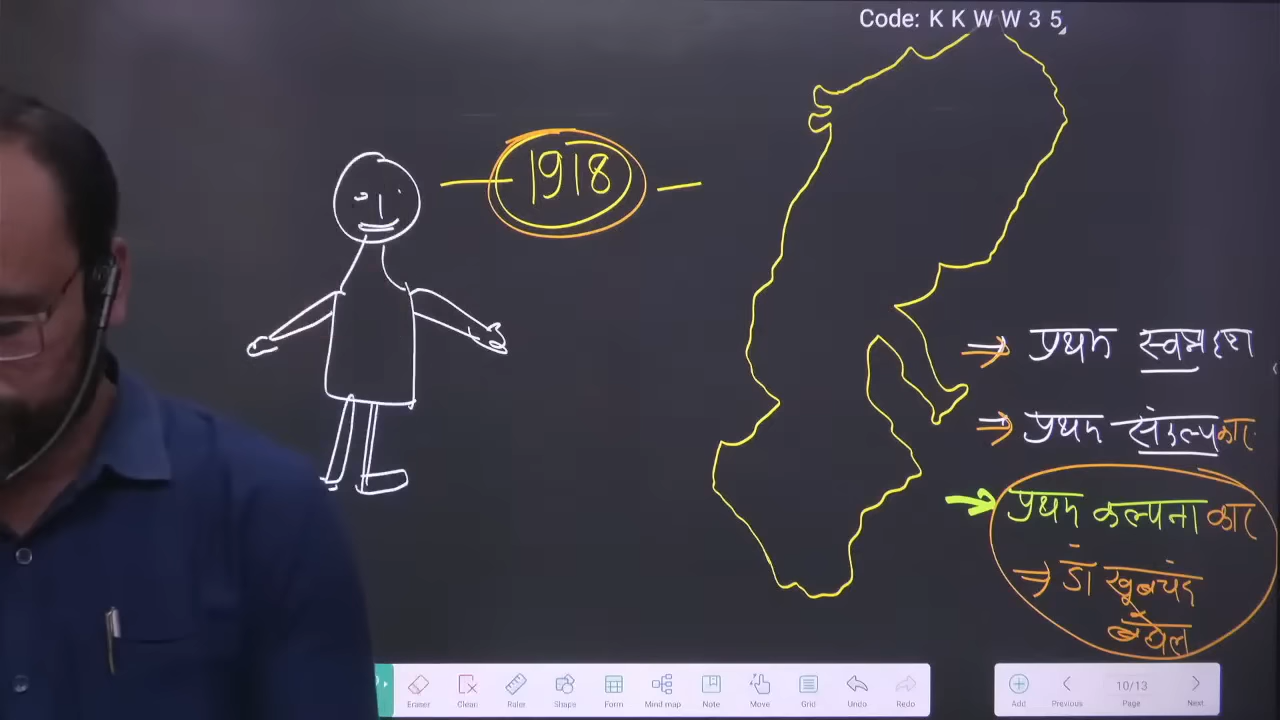 Code: K K W W 3 5
1918
प्रथम स्वप्नदृष्टा
प्रथम संकल्पकार
प्रथम कल्पनाकार
डॉ खूबचंद
बघेल
Eraser Clean Ruler Shape Form Mind map Note Move Grid Undo Redo
Add Previous 10/13 Page Next